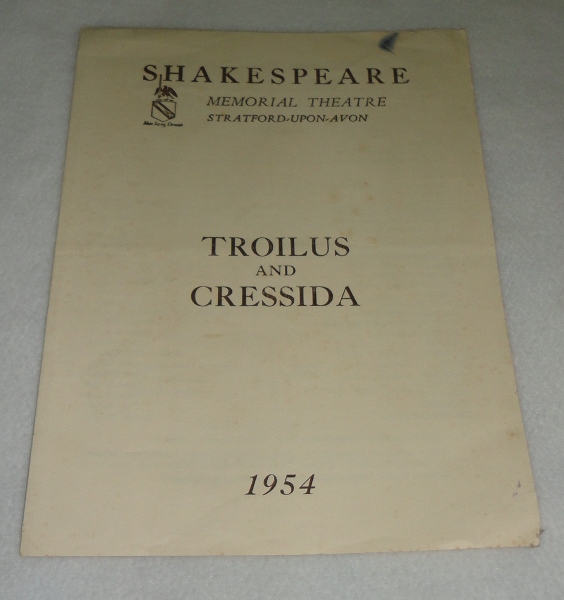 SHAKESPEARE
MEMORIAL THEATRE
STRATFORD-UPON-AVON
TROILUS
AND
CRESSIDA
1954